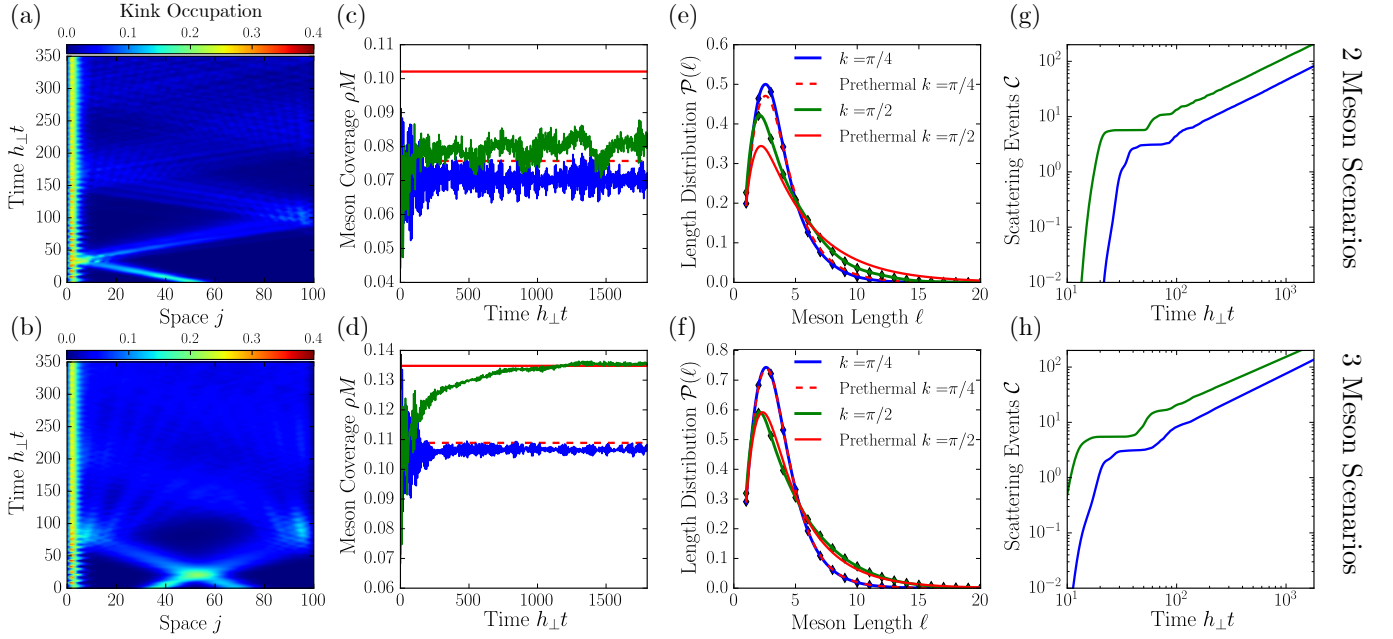 (a)
Kink Occupation
0.0 0.1 0.2 0.3 0.4
350
300
250
200
150
100
50
0
Time h⊥t
0 20 40 60 80 100
Space j
(c)
0.11
0.10
0.09
0.08
0.07
0.06
0.05
0.04
Meson Coverage ρM
0 500 1000 1500
Time h⊥t
(e)
0.6
0.5
0.4
0.3
0.2
0.1
0.0
Length Distribution 𝒫(ℓ)
k = π/4
Prethermal k = π/4
k = π/2
Prethermal k = π/2
0 5 10 15 20
Meson Length ℓ
(g)
10²
10¹
10⁰
10⁻¹
10⁻²
Scattering Events 𝒞
10¹ 10² 10³
Time h⊥t
2 Meson Scenarios
(b)
0.0 0.1 0.2 0.3 0.4
350
300
250
200
150
100
50
0
Time h⊥t
0 20 40 60 80 100
Space j
(d)
0.14
0.13
0.12
0.11
0.10
0.09
0.08
0.07
0.06
Meson Coverage ρM
0 500 1000 1500
Time h⊥t
(f)
0.8
0.7
0.6
0.5
0.4
0.3
0.2
0.1
0.0
Length Distribution 𝒫(ℓ)
k = π/4
Prethermal k = π/4
k = π/2
Prethermal k = π/2
0 5 10 15 20
Meson Length ℓ
(h)
10²
10¹
10⁰
10⁻¹
10⁻²
Scattering Events 𝒞
10¹ 10² 10³
Time h⊥t
3 Meson Scenarios